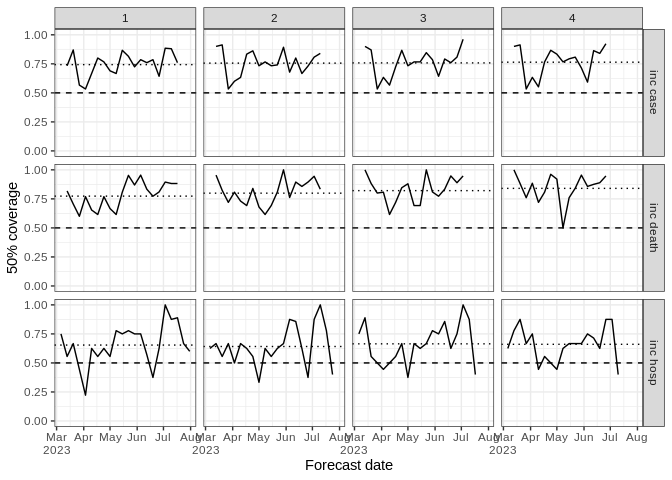 1 2 3 4
1.00
0.75
0.50
0.25
0.00
inc case
1.00
0.75
0.50
0.25
0.00
inc death
1.00
0.75
0.50
0.25
0.00
inc hosp
50% coverage
Mar Apr May Jun Jul Aug Mar Apr May Jun Jul Aug Mar Apr May Jun Jul Aug Mar Apr May Jun Jul Aug
2023 2023 2023 2023
Forecast date